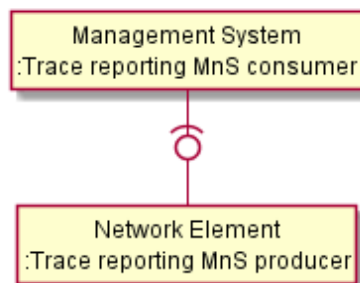 Management System
:Trace reporting MnS consumer
Network Element
:Trace reporting MnS producer